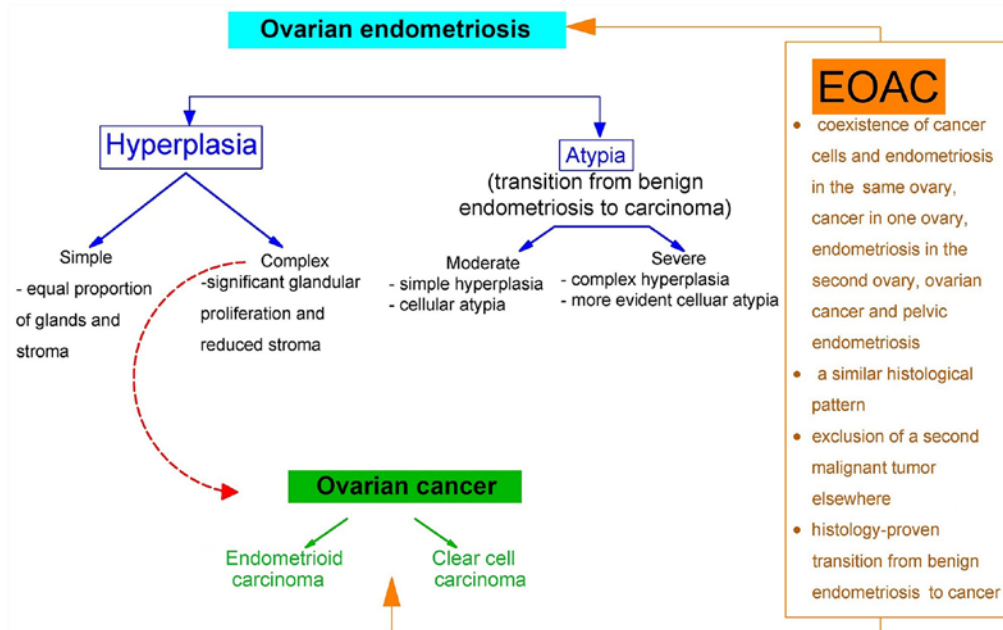 Ovarian endometriosis
Hyperplasia
Atypia
(transition from benign
endometriosis to carcinoma)
Simple
- equal proportion
of glands and
stroma
Complex
-significant glandular
proliferation and
reduced stroma
Moderate
- simple hyperplasia
- cellular atypia
Severe
- complex hyperplasia
- more evident celluar atypia
Ovarian cancer
Endometrioid
carcinoma
Clear cell
carcinoma
EOAC
• coexistence of cancer
cells and endometriosis
in the same ovary,
cancer in one ovary,
endometriosis in the
second ovary, ovarian
cancer and pelvic
endometriosis
• a similar histological
pattern
• exclusion of a second
malignant tumor
elsewhere
• histology-proven
transition from benign
endometriosis to cancer